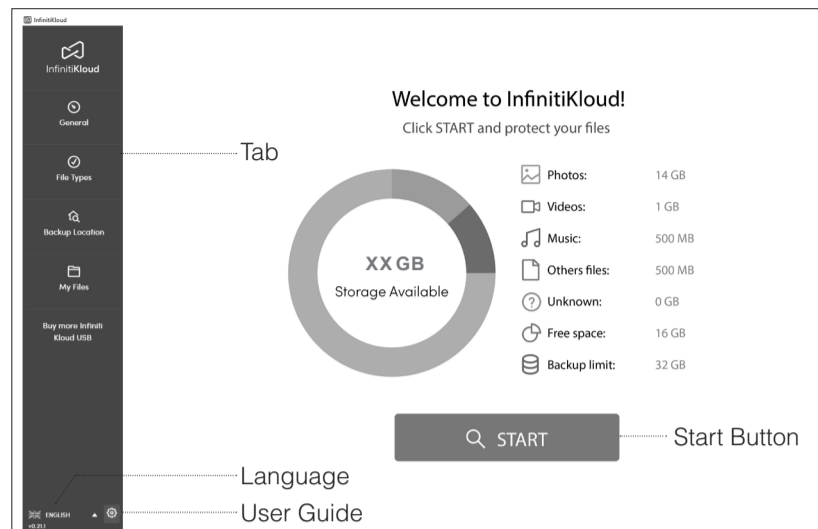 InfinitiKloud
InfinitiKloud
General
File Types
Backup Location
My Files
Buy more Infiniti
Kloud USB
ENGLISH
v0.21.1
Tab
Language
User Guide
Welcome to InfinitiKloud!
Click START and protect your files
XX GB
Storage Available
Photos: 14 GB
Videos: 1 GB
Music: 500 MB
Others files: 500 MB
Unknown: 0 GB
Free space: 16 GB
Backup limit: 32 GB
START
Start Button